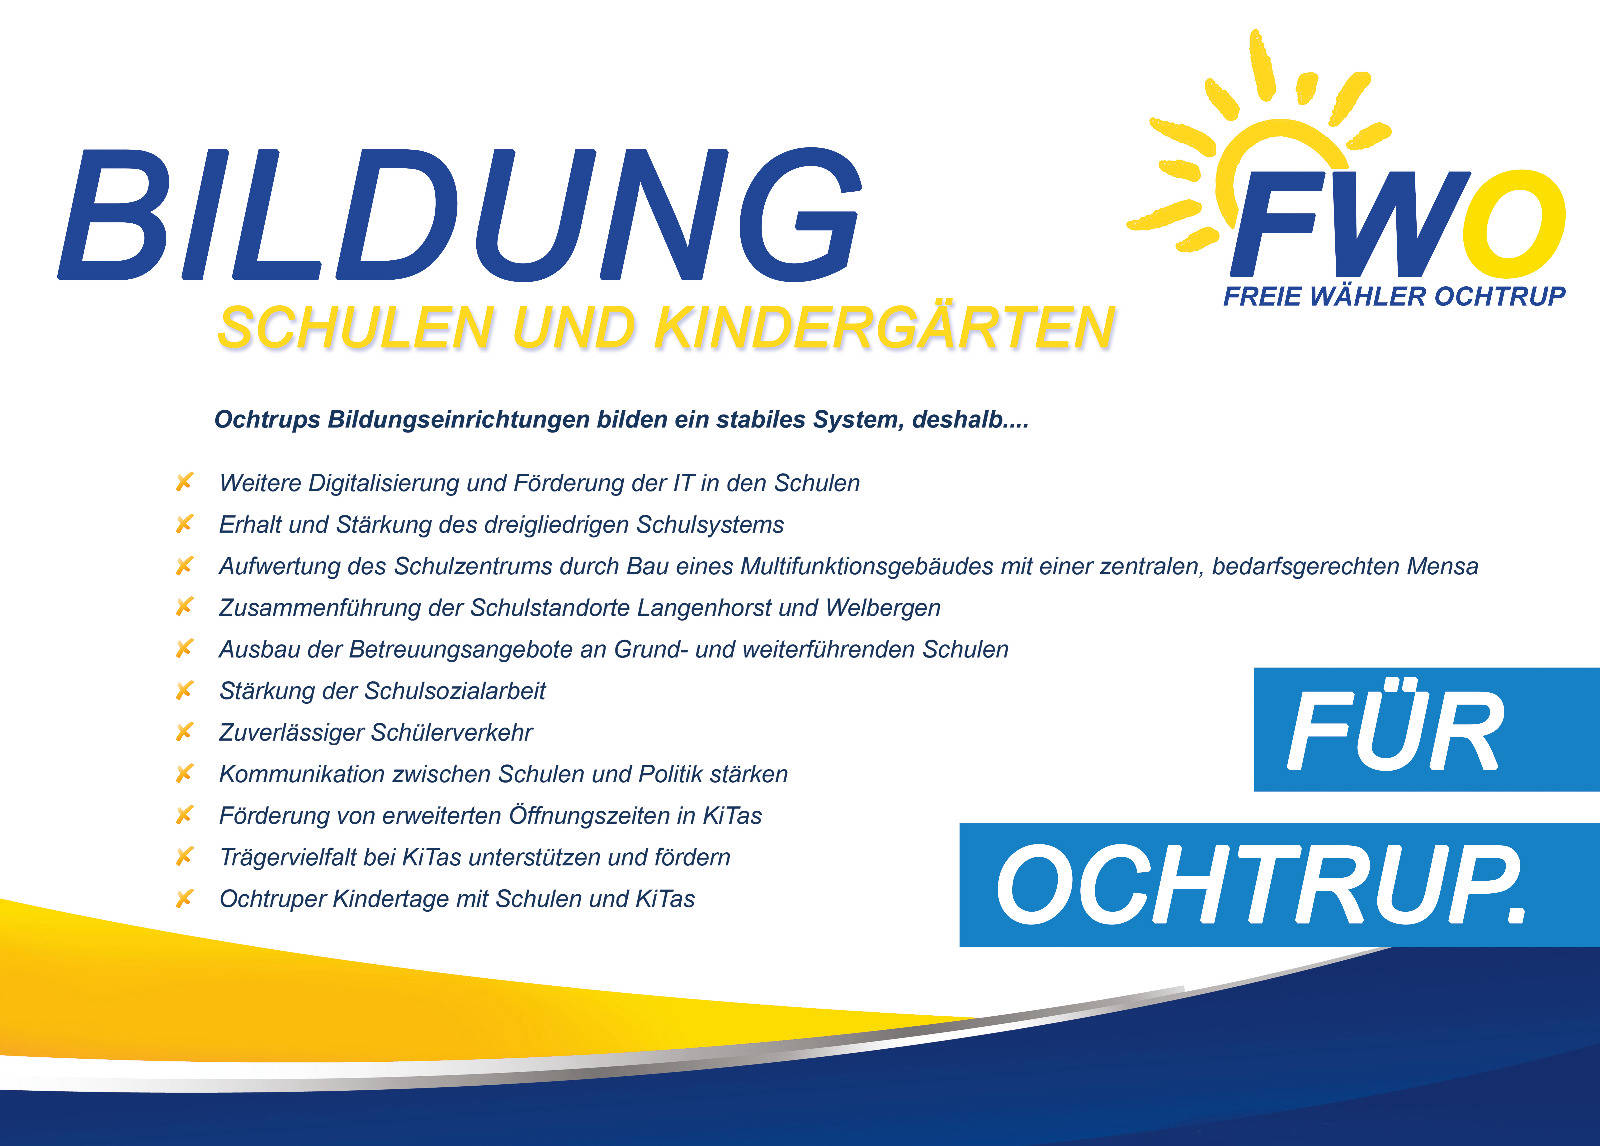 BILDUNG
FWO
FREIE WÄHLER OCHTRUP
SCHULEN UND KINDERGÄRTEN
Ochtrups Bildungseinrichtungen bilden ein stabiles System, deshalb....
✘ Weitere Digitalisierung und Förderung der IT in den Schulen
✘ Erhalt und Stärkung des dreigliedrigen Schulsystems
✘ Aufwertung des Schulzentrums durch Bau eines Multifunktionsgebäudes mit einer zentralen, bedarfsgerechten Mensa
✘ Zusammenführung der Schulstandorte Langenhorst und Welbergen
✘ Ausbau der Betreuungsangebote an Grund- und weiterführenden Schulen
✘ Stärkung der Schulsozialarbeit
✘ Zuverlässiger Schülerverkehr
✘ Kommunikation zwischen Schulen und Politik stärken
✘ Förderung von erweiterten Öffnungszeiten in KiTas
✘ Trägervielfalt bei KiTas unterstützen und fördern
✘ Ochtruper Kindertage mit Schulen und KiTas
FÜR
OCHTRUP.